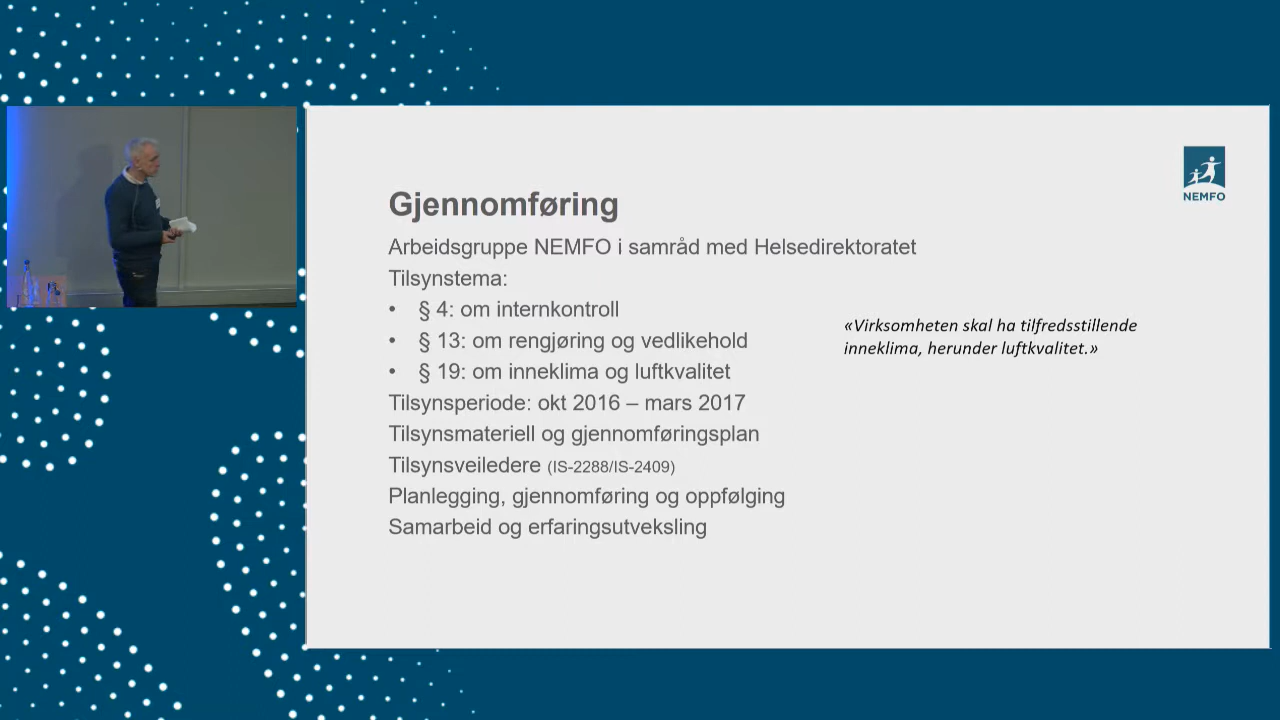 NEMFO
Gjennomføring
Arbeidsgruppe NEMFO i samråd med Helsedirektoratet
Tilsynstema:
• § 4: om internkontroll
• § 13: om rengjøring og vedlikehold
• § 19: om inneklima og luftkvalitet
«Virksomheten skal ha tilfredsstillende
inneklima, herunder luftkvalitet.»
Tilsynsperiode: okt 2016 – mars 2017
Tilsynsmateriell og gjennomføringsplan
Tilsynsveiledere (IS-2288/IS-2409)
Planlegging, gjennomføring og oppfølging
Samarbeid og erfaringsutveksling